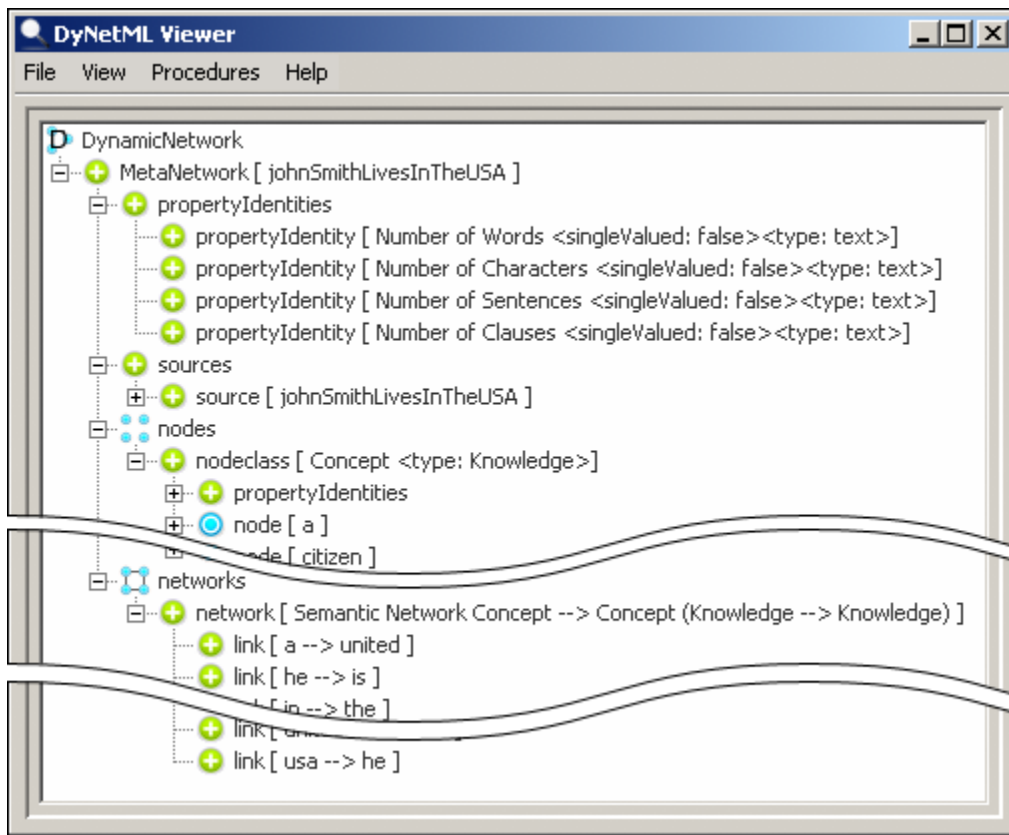 DyNetML Viewer
File View Procedures Help
DynamicNetwork
MetaNetwork [ johnSmithLivesInTheUSA ]
propertyIdentities
propertyIdentity [ Number of Words <singleValued: false><type: text>]
propertyIdentity [ Number of Characters <singleValued: false><type: text>]
propertyIdentity [ Number of Sentences <singleValued: false><type: text>]
propertyIdentity [ Number of Clauses <singleValued: false><type: text>]
sources
source [ johnSmithLivesInTheUSA ]
nodes
nodeclass [ Concept <type: Knowledge>]
propertyIdentities
node [ a ]
node [ citizen ]
networks
network [ Semantic Network Concept --> Concept (Knowledge --> Knowledge) ]
link [ a --> united ]
link [ he --> is ]
link [ in --> the ]
link [
link [ usa --> he ]